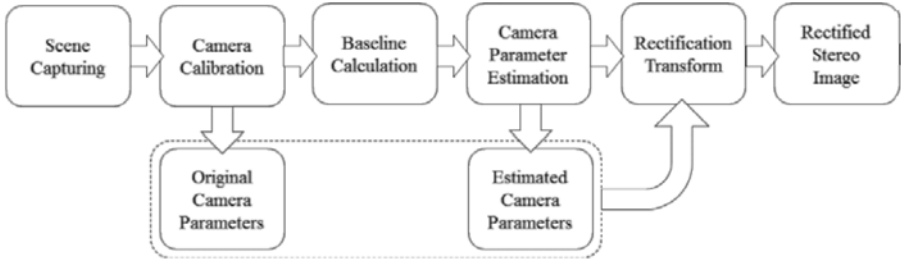 Scene
Capturing
Camera
Calibration
Baseline
Calculation
Camera
Parameter
Estimation
Rectification
Transform
Rectified
Stereo
Image
Original
Camera
Parameters
Estimated
Camera
Parameters